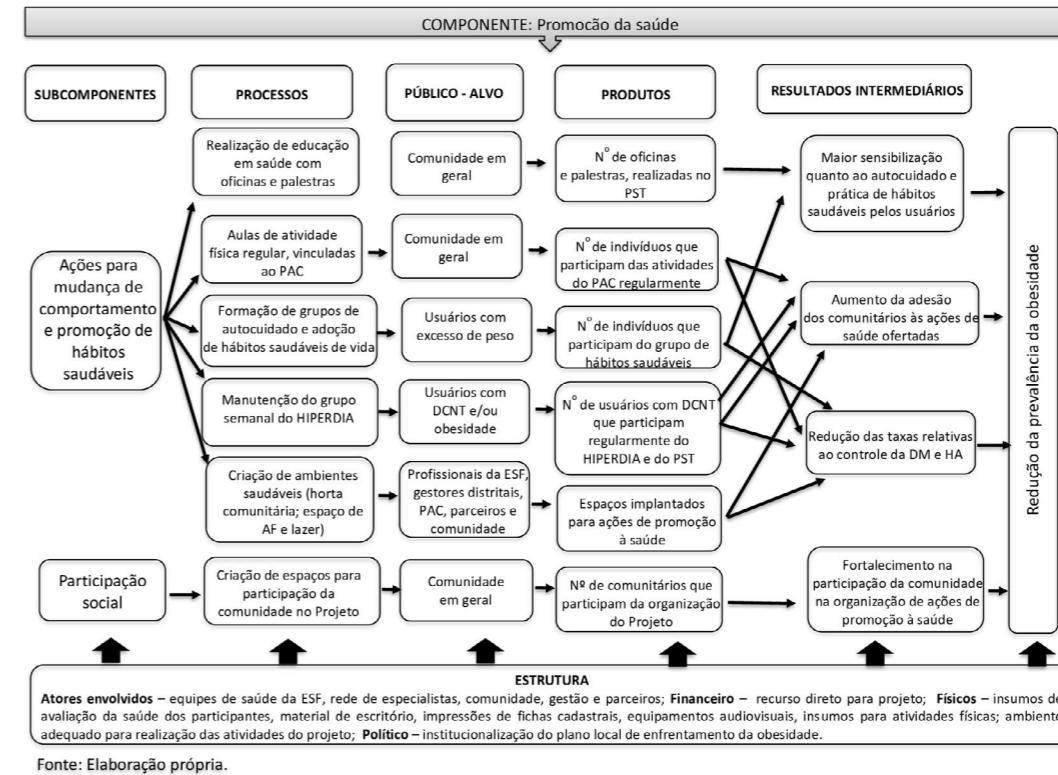 COMPONENTE: Promocão da saúde
SUBCOMPONENTES
PROCESSOS
PÚBLICO - ALVO
PRODUTOS
RESULTADOS INTERMEDIÁRIOS
Ações para
mudança de
comportamento
e promoção de
hábitos
saudáveis
Realização de educação
em saúde com
oficinas e palestras
Comunidade em
geral
Nº de oficinas
e palestras, realizadas no
PST
Maior sensibilização
quanto ao autocuidado e
prática de hábitos
saudáveis pelos usuários
Aulas de atividade
física regular, vinculadas
ao PAC
Comunidade em
geral
Nº de indivíduos que
participam das atividades
do PAC regularmente
Aumento da adesão
dos comunitários às ações de
saúde ofertadas
Formação de grupos de
autocuidado e adoção
de hábitos saudáveis de vida
Usuários com
excesso de peso
Nº de indivíduos que
participam do grupo de
hábitos saudáveis
Manutenção do grupo
semanal do HIPERDIA
Usuários com
DCNT e/ou
obesidade
Nº de usuários com DCNT
que participam
regularmente do
HIPERDIA e do PST
Redução das taxas relativas
ao controle da DM e HA
Criação de ambientes
saudáveis (horta
comunitária; espaço de
AF e lazer)
Profissionais da ESF,
gestores distritais,
PAC, parceiros e
comunidade
Espaços implantados
para ações de promoção
à saúde
Participação
social
Criação de espaços para
participação da
comunidade no Projeto
Comunidade
em geral
Nº de comunitários que
participam da organização
do Projeto
Fortalecimento na
participação da comunidade
na organização de ações de
promoção à saúde
Redução da prevalência da obesidade
ESTRUTURA
Atores envolvidos – equipes de saúde da ESF, rede de especialistas, comunidade, gestão e parceiros; Financeiro – recurso direto para projeto; Físicos – insumos de
avaliação da saúde dos participantes, material de escritório, impressões de fichas cadastrais, equipamentos audiovisuais, insumos para atividades físicas; ambiente
adequado para realização das atividades do projeto; Político – institucionalização do plano local de enfrentamento da obesidade.
Fonte: Elaboração própria.